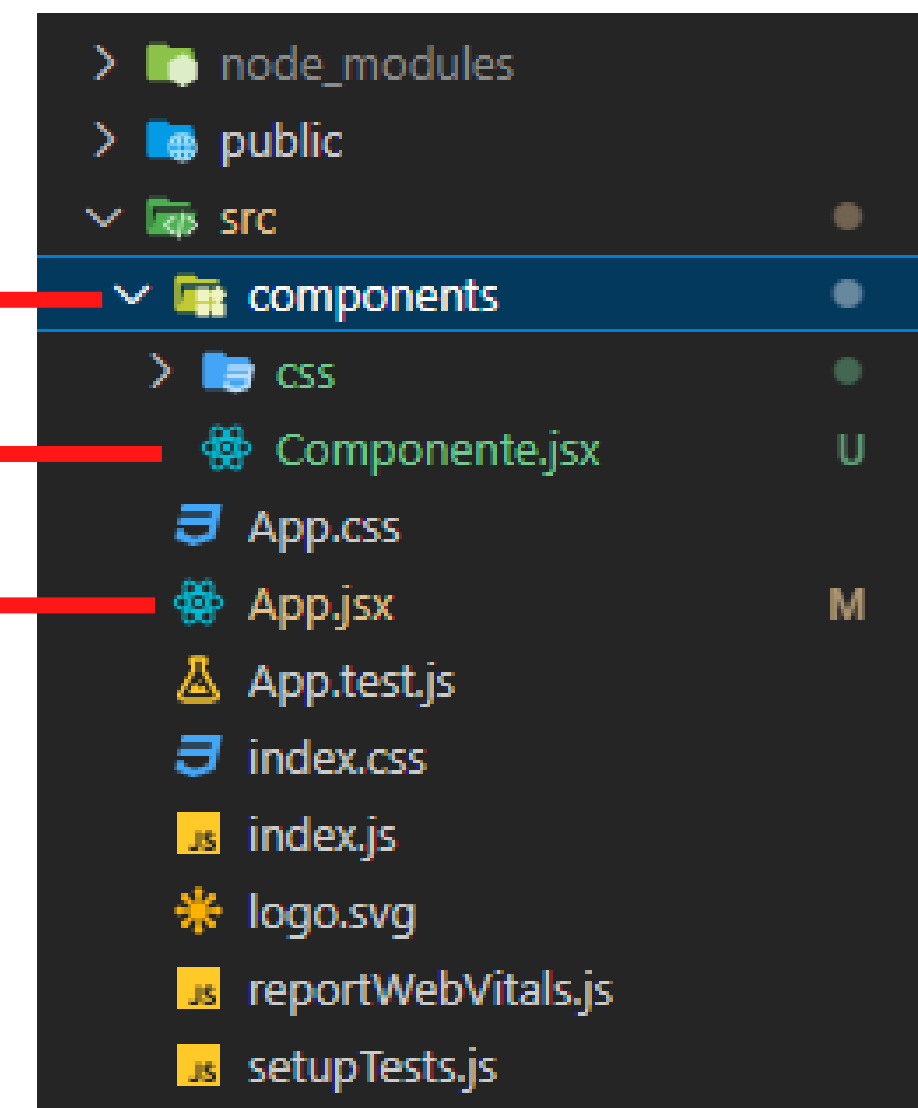 node_modules
public
src
components
css
Componente.jsx U
App.css
App.jsx M
App.test.js
index.css
index.js
logo.svg
reportWebVitals.js
setupTests.js